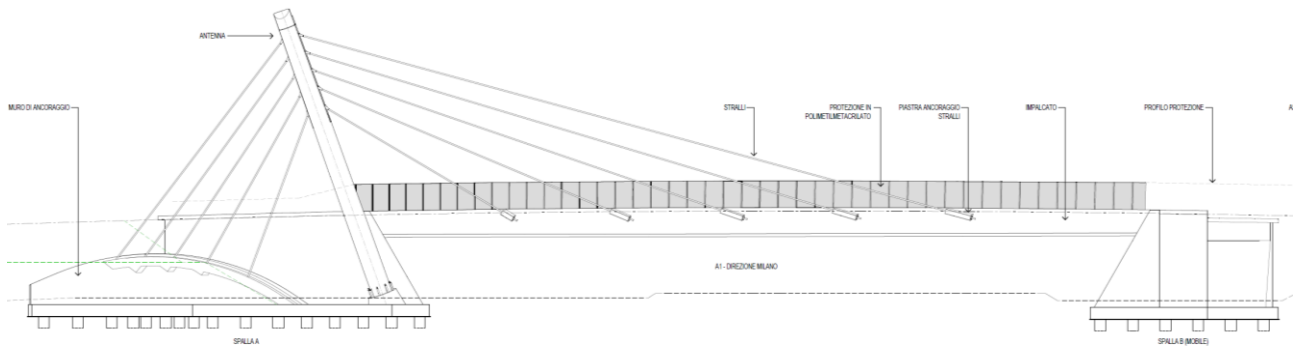 ANTENNA
MURO DI ANCORAGGIO
STRALLI
PROTEZIONE IN
POLIMETILMETACRILATO
PIASTRA ANCORAGGIO
STRALLI
IMPALCATO
PROFILO PROTEZIONE
A1 - DIREZIONE MILANO
SPALLA A
SPALLA B (MOBILE)